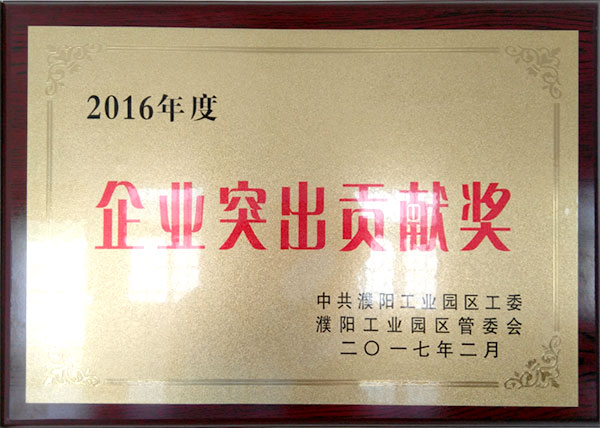 2016年度
企业突出贡献奖
中共濮阳工业园区工委
濮阳工业园区管委会
二〇一七年二月